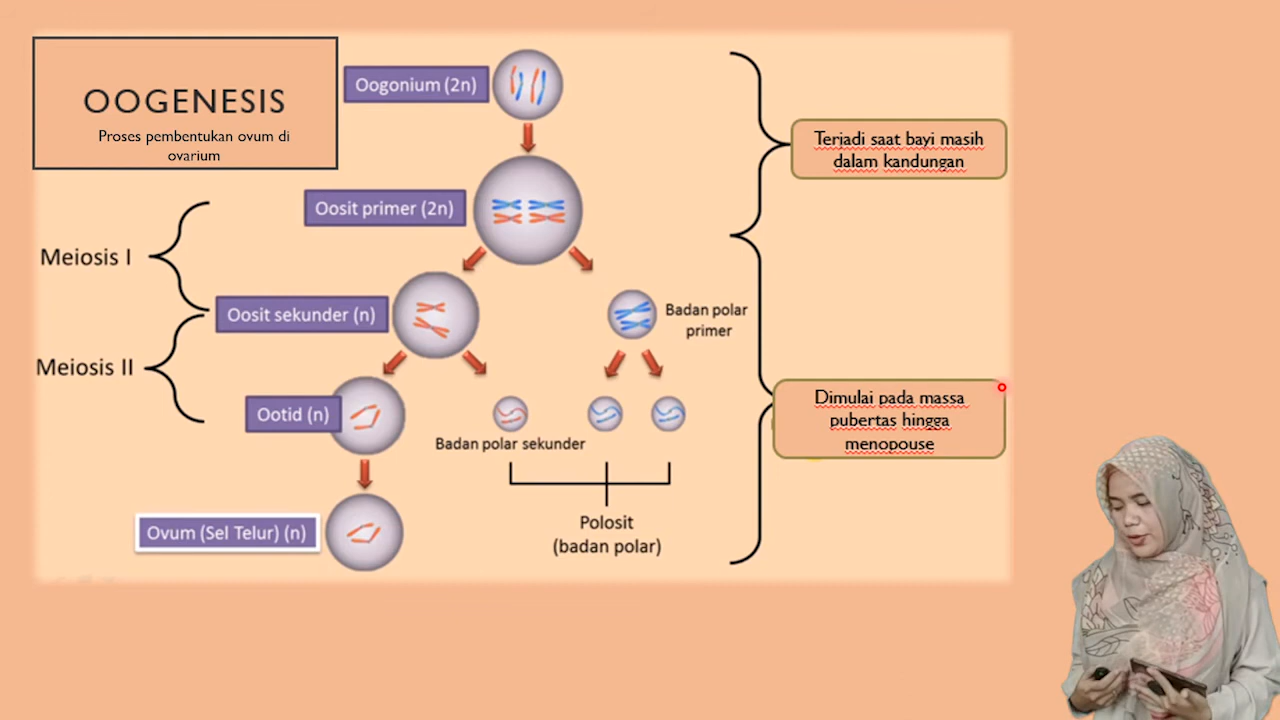 OOGENESIS
Proses pembentukan ovum di
ovarium
Oogonium (2n)
Terjadi saat bayi masih
dalam kandungan
Oosit primer (2n)
Meiosis I
Oosit sekunder (n)
Badan polar
primer
Meiosis II
Ootid (n)
Badan polar sekunder
Dimulai pada massa
pubertas hingga
menopouse
Ovum (Sel Telur) (n)
Polosit
(badan polar)